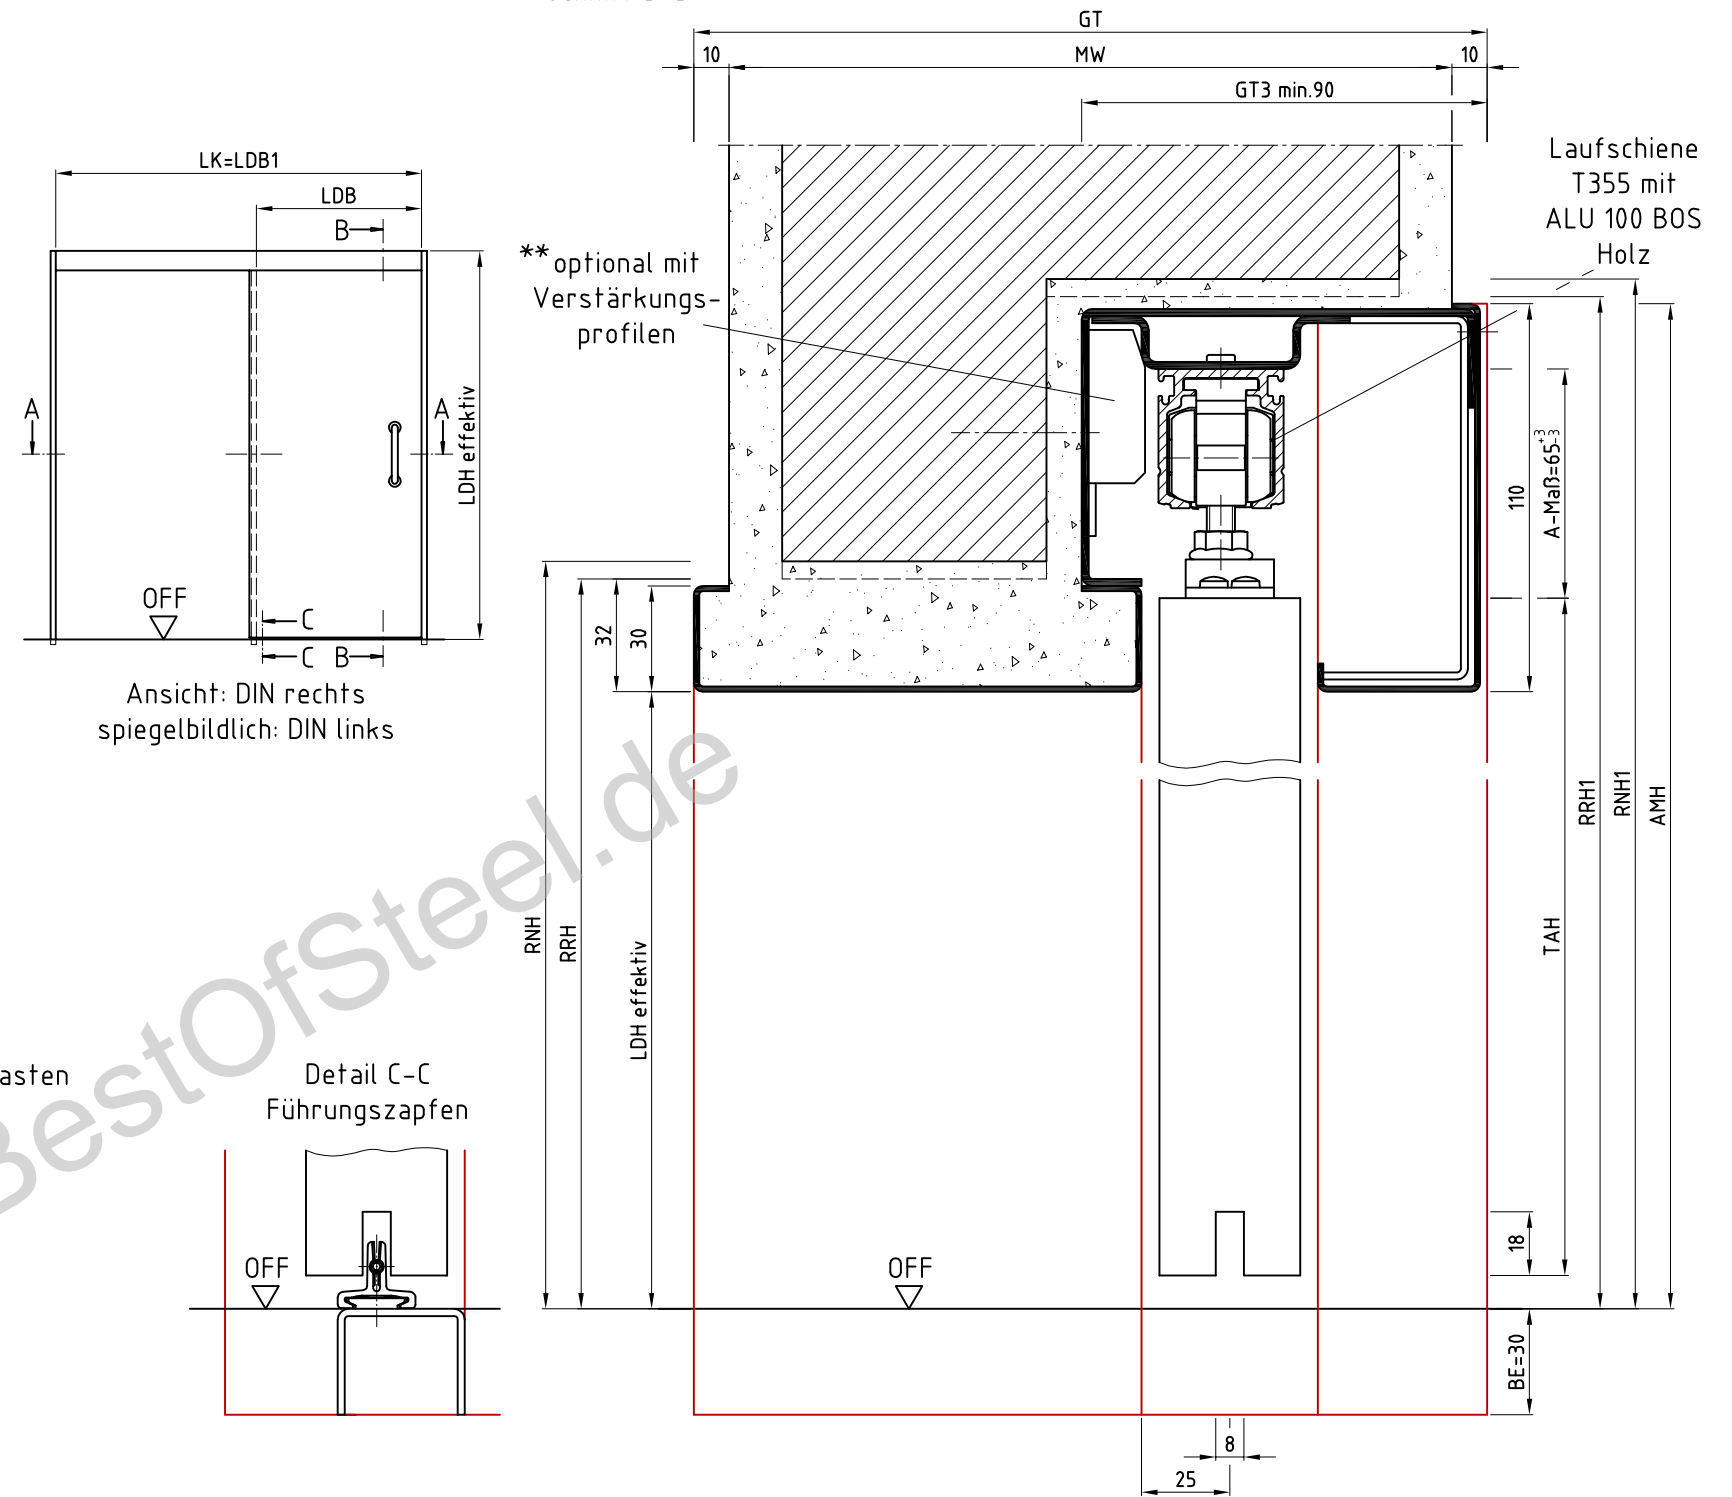 GT
10
MW
10
GT3 min.90
Laufschiene
T355 mit
ALU 100 BOS
Holz
LK=LDB1
LDB
B
**optional mit
Verstärkungs-
profilen
A
A
LDH effektiv
OFF
C
C
B
Ansicht: DIN rechts
spiegelbildlich: DIN links
32
30
110
A-Maß=65 +3 -3
RNH
RRH
LDH effektiv
TAH
RRH1
RNH1
AMH
BestOfSteel.de
asten
Detail C-C
Führungszapfen
OFF
OFF
18
BE=30
8
25